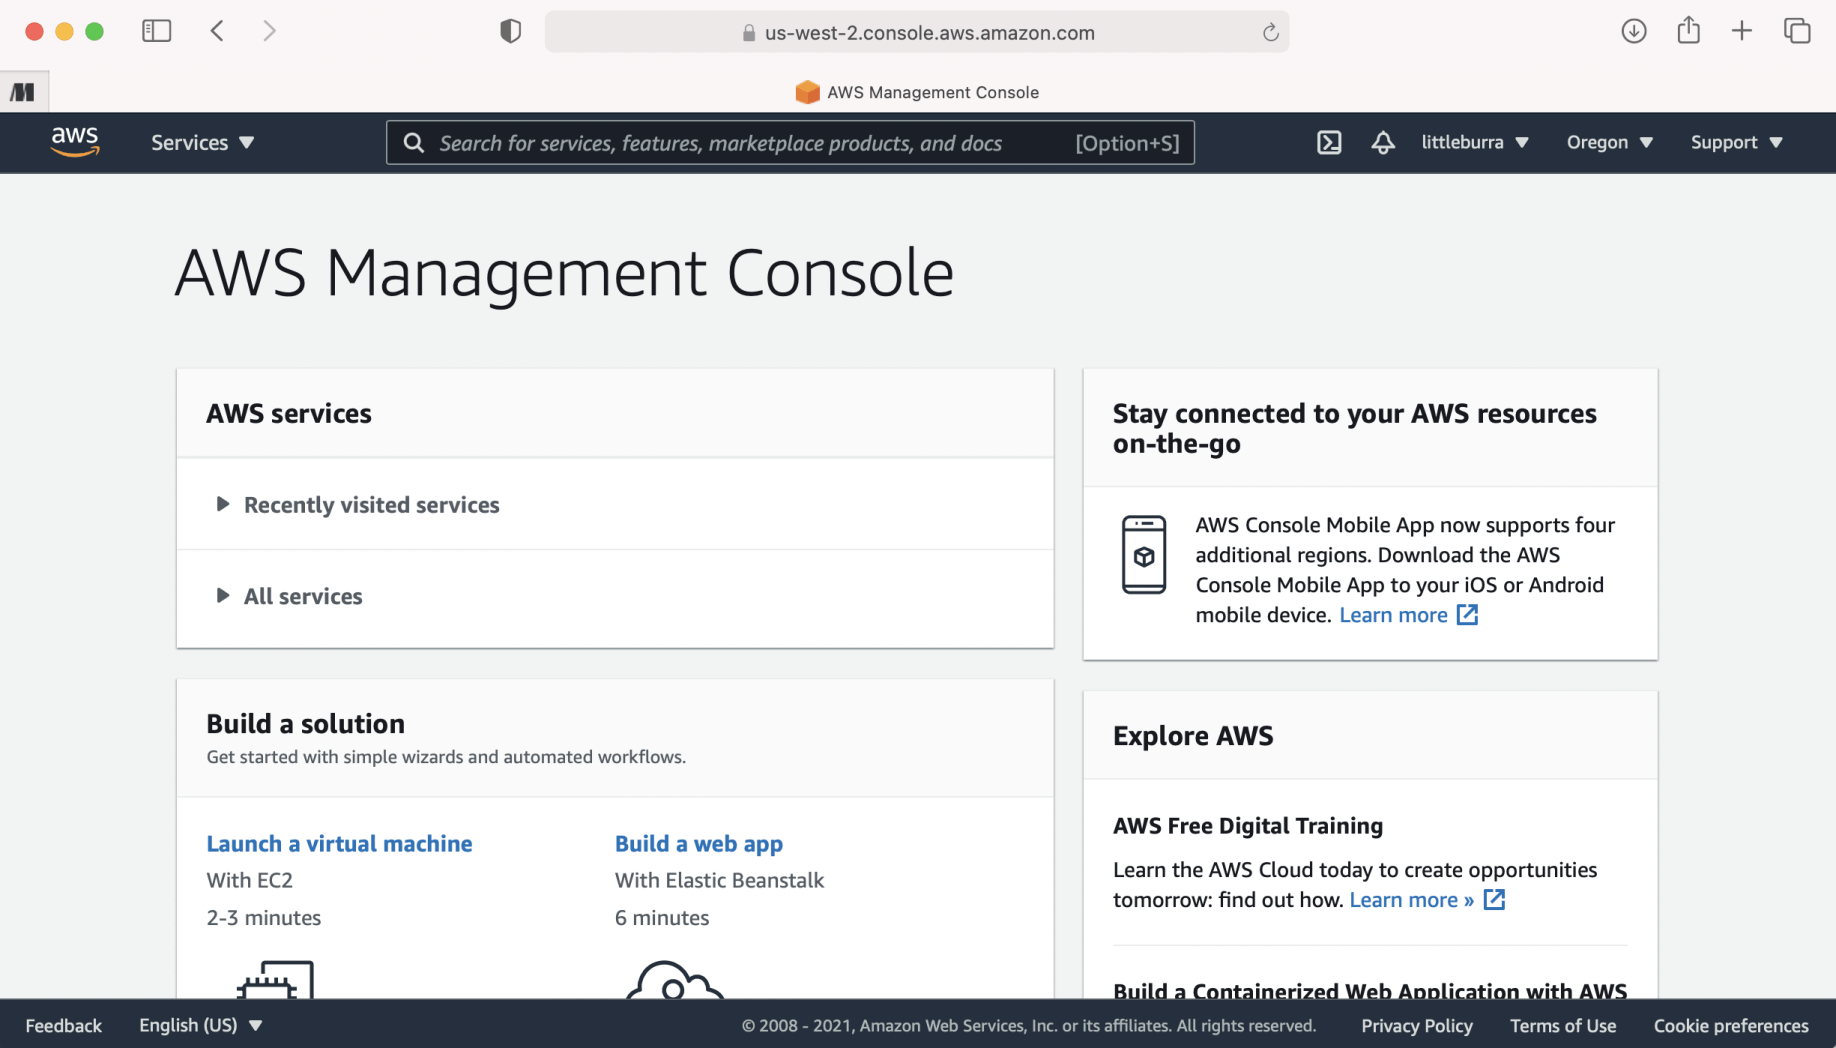 us-west-2.console.aws.amazon.com
AWS Management Console
aws
Services
Search for services, features, marketplace products, and docs
[Option+S]
littleburra
Oregon
Support
AWS Management Console
AWS services
Recently visited services
All services
Stay connected to your AWS resources
on-the-go
AWS Console Mobile App now supports four
additional regions. Download the AWS
Console Mobile App to your iOS or Android
mobile device. Learn more
Build a solution
Get started with simple wizards and automated workflows.
Launch a virtual machine
With EC2
2-3 minutes
Build a web app
With Elastic Beanstalk
6 minutes
Explore AWS
AWS Free Digital Training
Learn the AWS Cloud today to create opportunities
tomorrow: find out how. Learn more »
Build a Containerized Web Application with AWS
Feedback
English (US)
© 2008 - 2021, Amazon Web Services, Inc. or its affiliates. All rights reserved.
Privacy Policy
Terms of Use
Cookie preferences